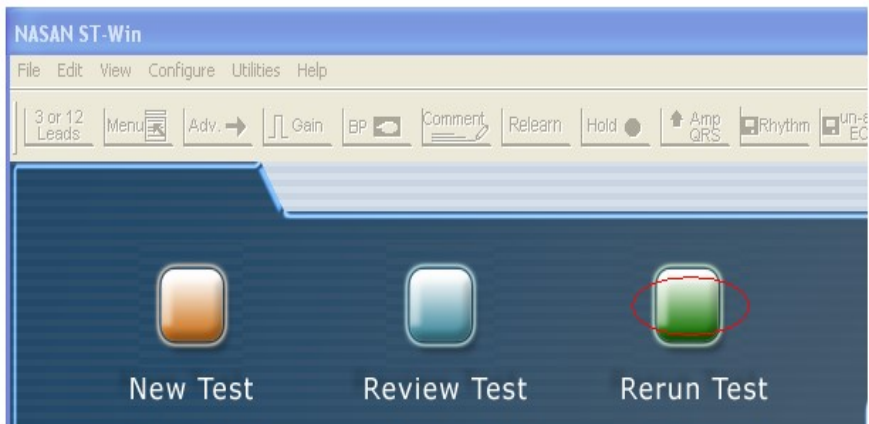 NASAN ST-Win
File Edit View Configure Utilities Help
3 or 12 Leads Menu Adv. Gain BP Comment Relearn Hold Amp QRS Rhythm
New Test Review Test Rerun Test